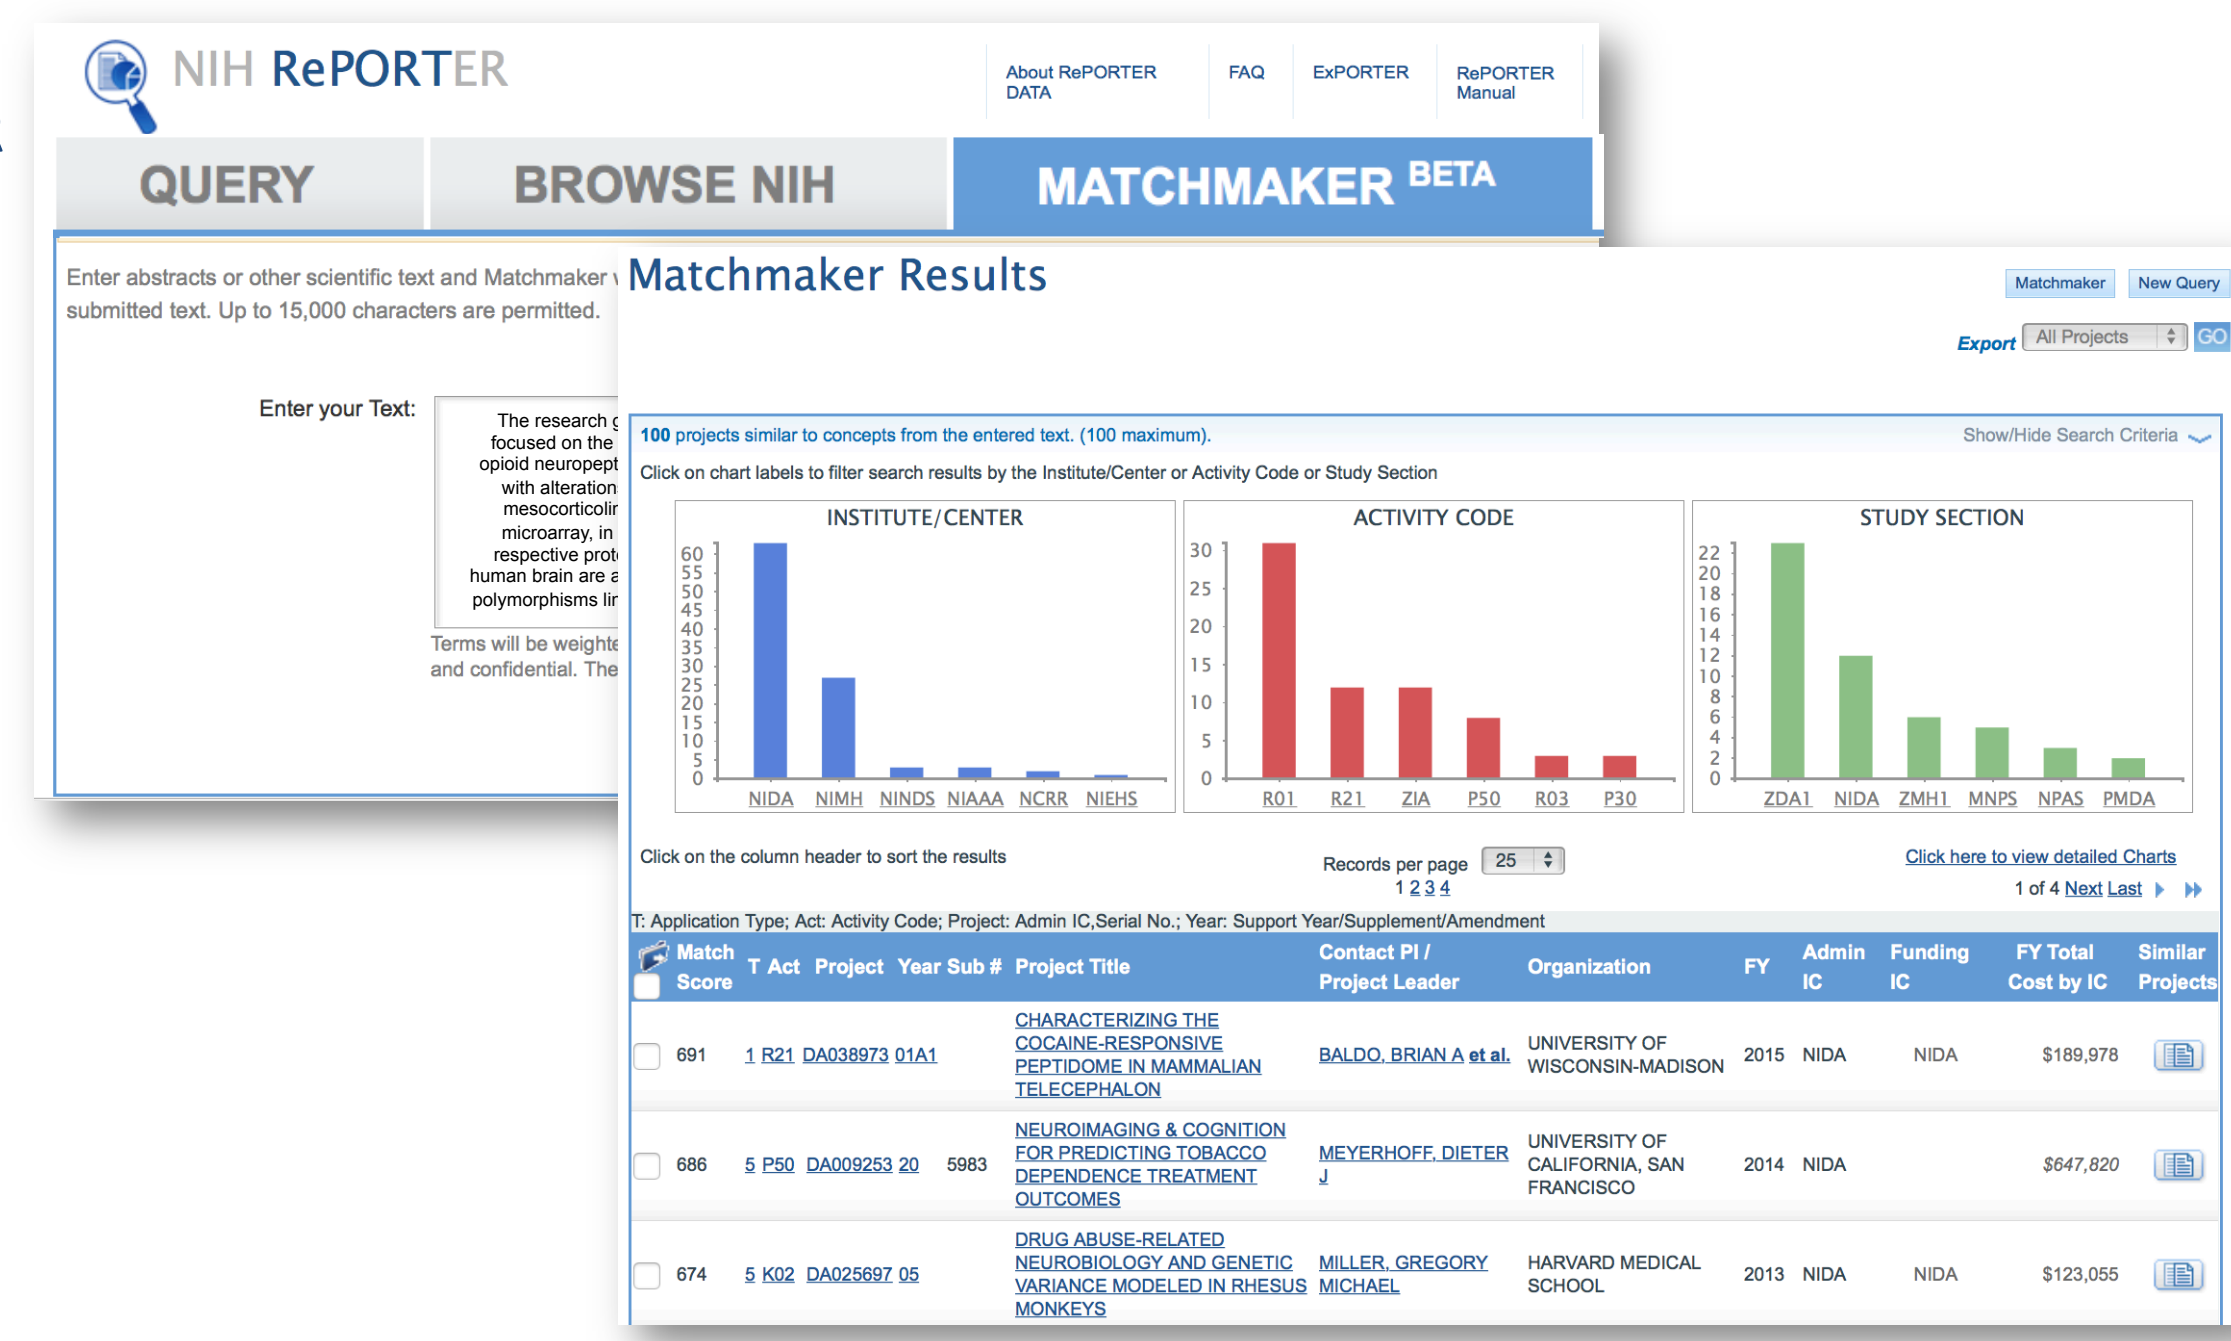 NIH RePORTER
About RePORTER
DATA
FAQ
ExPORTER
RePORTER
Manual
QUERY
BROWSE NIH
MATCHMAKER BETA
Enter abstracts or other scientific text and Matchmaker
submitted text. Up to 15,000 characters are permitted.
Enter your Text:
The research
focused on the
opioid neuropept
with alteration
mesocorticolin
microarray, in
respective prot
human brain are a
polymorphisms lin
Terms will be weighte
and confidential. The
Matchmaker Results
Matchmaker
New Query
Export All Projects GO
100 projects similar to concepts from the entered text. (100 maximum).
Show/Hide Search Criteria
Click on chart labels to filter search results by the Institute/Center or Activity Code or Study Section
INSTITUTE/CENTER
60
55
50
45
40
35
30
25
20
15
10
5
0
NIDA NIMH NINDS NIAAA NCRR NIEHS
ACTIVITY CODE
30
25
20
15
10
5
0
R01 R21 ZIA P50 R03 P30
STUDY SECTION
22
20
18
16
14
12
10
8
6
4
2
0
ZDA1 NIDA ZMH1 MNPS NPAS PMDA
Click on the column header to sort the results
Records per page 25
1 2 3 4
Click here to view detailed Charts
1 of 4 Next Last
T: Application Type; Act: Activity Code; Project: Admin IC,Serial No.; Year: Support Year/Supplement/Amendment
Match
Score
T Act Project Year Sub # Project Title
Contact PI /
Project Leader
Organization
FY
Admin
IC
Funding
IC
FY Total
Cost by IC
Similar
Projects
691
1 R21 DA038973 01A1
CHARACTERIZING THE
COCAINE-RESPONSIVE
PEPTIDOME IN MAMMALIAN
TELECEPHALON
BALDO, BRIAN A et al.
UNIVERSITY OF
WISCONSIN-MADISON
2015 NIDA NIDA $189,978
686
5 P50 DA009253 20 5983
NEUROIMAGING & COGNITION
FOR PREDICTING TOBACCO
DEPENDENCE TREATMENT
OUTCOMES
MEYERHOFF, DIETER
J
UNIVERSITY OF
CALIFORNIA, SAN
FRANCISCO
2014 NIDA $647,820
674
5 K02 DA025697 05
DRUG ABUSE-RELATED
NEUROBIOLOGY AND GENETIC
VARIANCE MODELED IN RHESUS
MONKEYS
MILLER, GREGORY
MICHAEL
HARVARD MEDICAL
SCHOOL
2013 NIDA NIDA $123,055